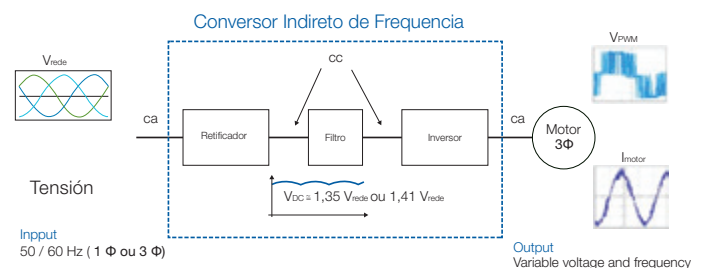 Conversor Indireto de Frequencia
Vrede
cc
VPWM
ca
Retificador
Filtro
Inversor
ca
Motor
3Φ
Imotor
VDC ≅ 1,35 Vrede ou 1,41 Vrede
Tensión
Inpput
50 / 60 Hz ( 1 Φ ou 3 Φ)
Output
Variable voltage and frequency